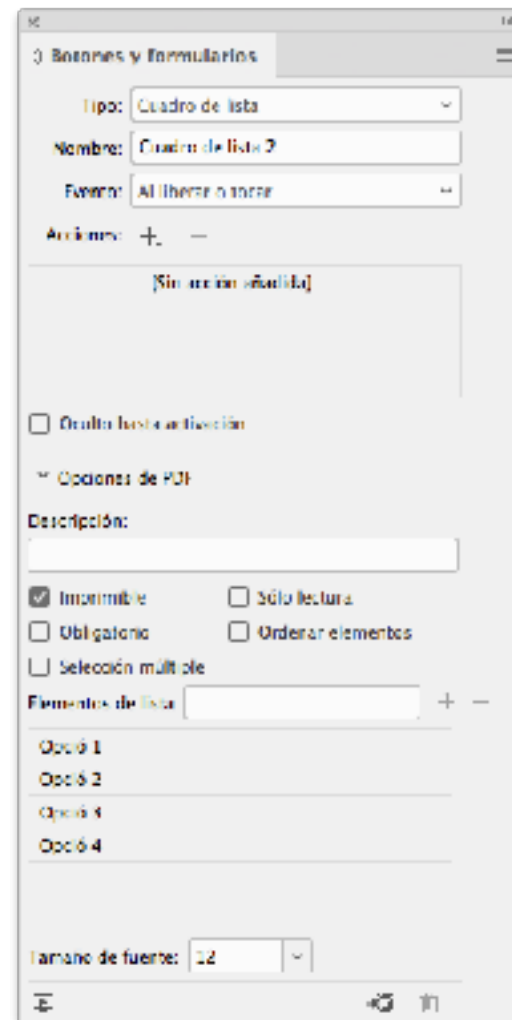 Botones y formularios
Tipo: Cuadro de lista
Nombre: Cuadro de lista 2
Evento: Al liberar o tocar
Acciones:
[Sin acción añadida]
Oculto hasta activación
Opciones de PDF
Descripción:
Imprimible Sólo lectura
Obligatorio Ordenar elementos
Selección múltiple
Elementos de lista
Opció 1
Opció 2
Opció 3
Opció 4
Tamaño de fuente: 12